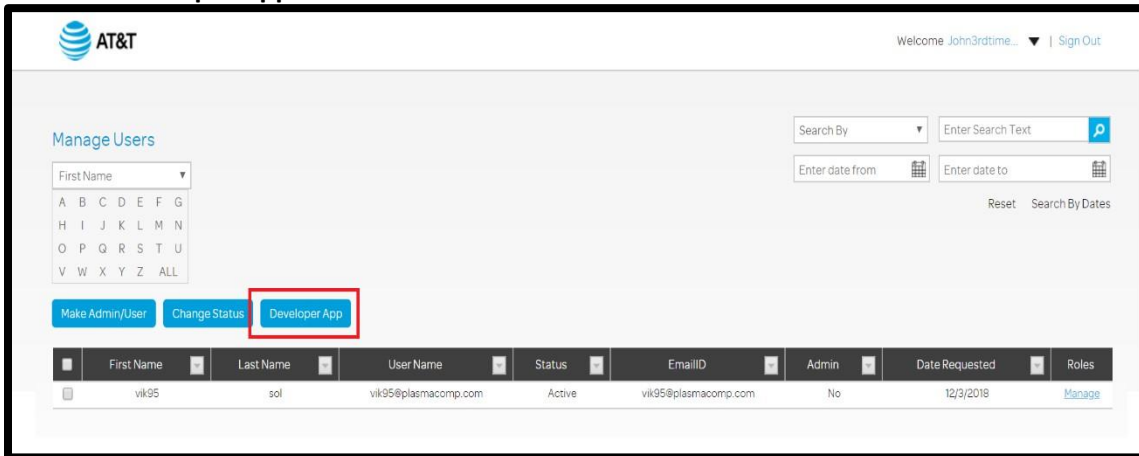 AT&T
Welcome John3rdtime... | Sign Out
Manage Users
Search By
Enter Search Text
First Name
Enter date from
Enter date to
A B C D E F G
Reset Search By Dates
H I J K L M N
O P Q R S T U
V W X Y Z ALL
Make Admin/User Change Status Developer App
First Name Last Name User Name Status EmailID Admin Date Requested Roles
vik95 sol vik95@plasmacomp.com Active vik95@plasmacomp.com No 12/3/2018 Manage